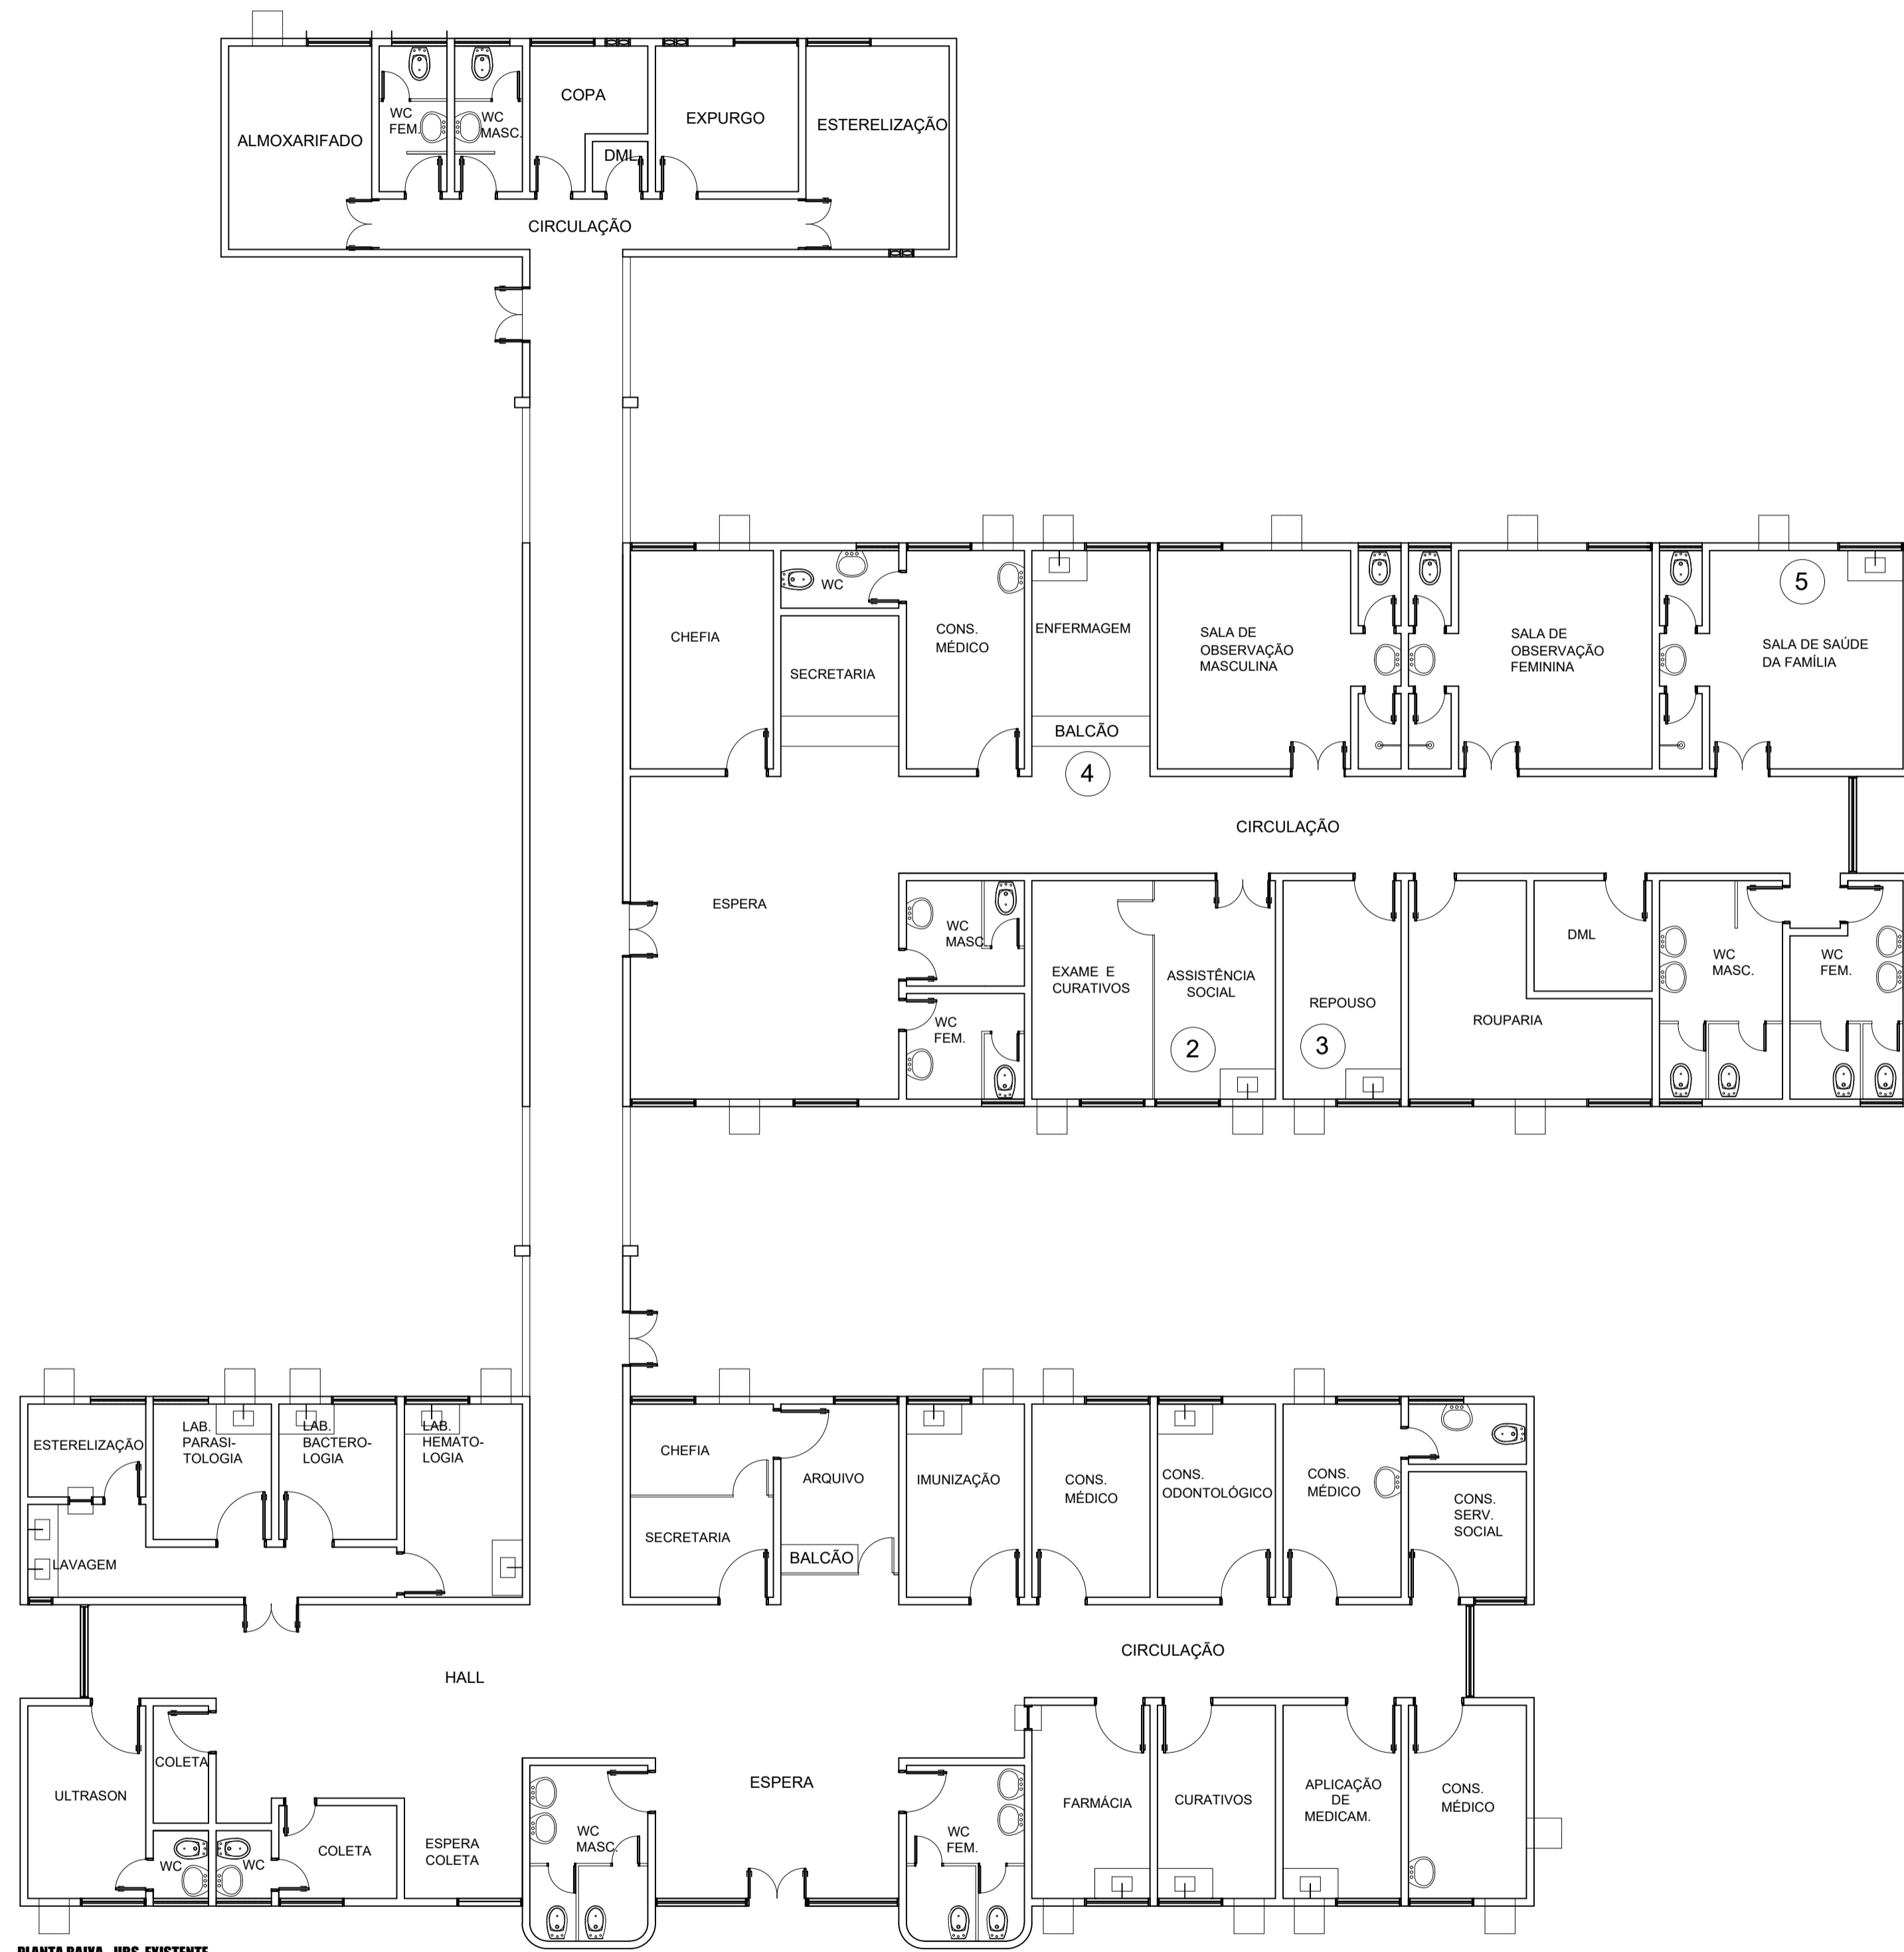 COPA
EXPURGO
ESTERELIZAÇÃO
WC
FEM.
WC
MASC.
ALMOXARIFADO
DML
CIRCULAÇÃO
5
WC
CHEFIA
CONS.
MÉDICO
ENFERMAGEM
SALA DE
OBSERVAÇÃO
MASCULINA
SALA DE
OBSERVAÇÃO
FEMININA
SALA DE SAÚDE
DA FAMÍLIA
SECRETARIA
BALCÃO
4
CIRCULAÇÃO
ESPERA
WC
MASC.
EXAME E
CURATIVOS
ASSISTÊNCIA
SOCIAL
2
REPOUSO
3
DML
ROUPARIA
WC
MASC.
WC
FEM.
WC
FEM.
ESTERELIZAÇÃO
LAB.
PARASI-
TOLOGIA
LAB.
BACTERO-
LOGIA
LAB.
HEMATO-
LOGIA
CHEFIA
ARQUIVO
IMUNIZAÇÃO
CONS.
MÉDICO
CONS.
ODONTOLÓGICO
CONS.
MÉDICO
CONS.
SERV.
SOCIAL
LAVAGEM
SECRETARIA
BALCÃO
HALL
CIRCULAÇÃO
COLETA
ULTRASON
ESPERA
FARMÁCIA
CURATIVOS
APLICAÇÃO
DE
MEDICAM.
CONS.
MÉDICO
WC
WC
COLETA
ESPERA
COLETA
WC
MASC.
WC
FEM.
PLANTA BAIXA - UBS EXISTENTE